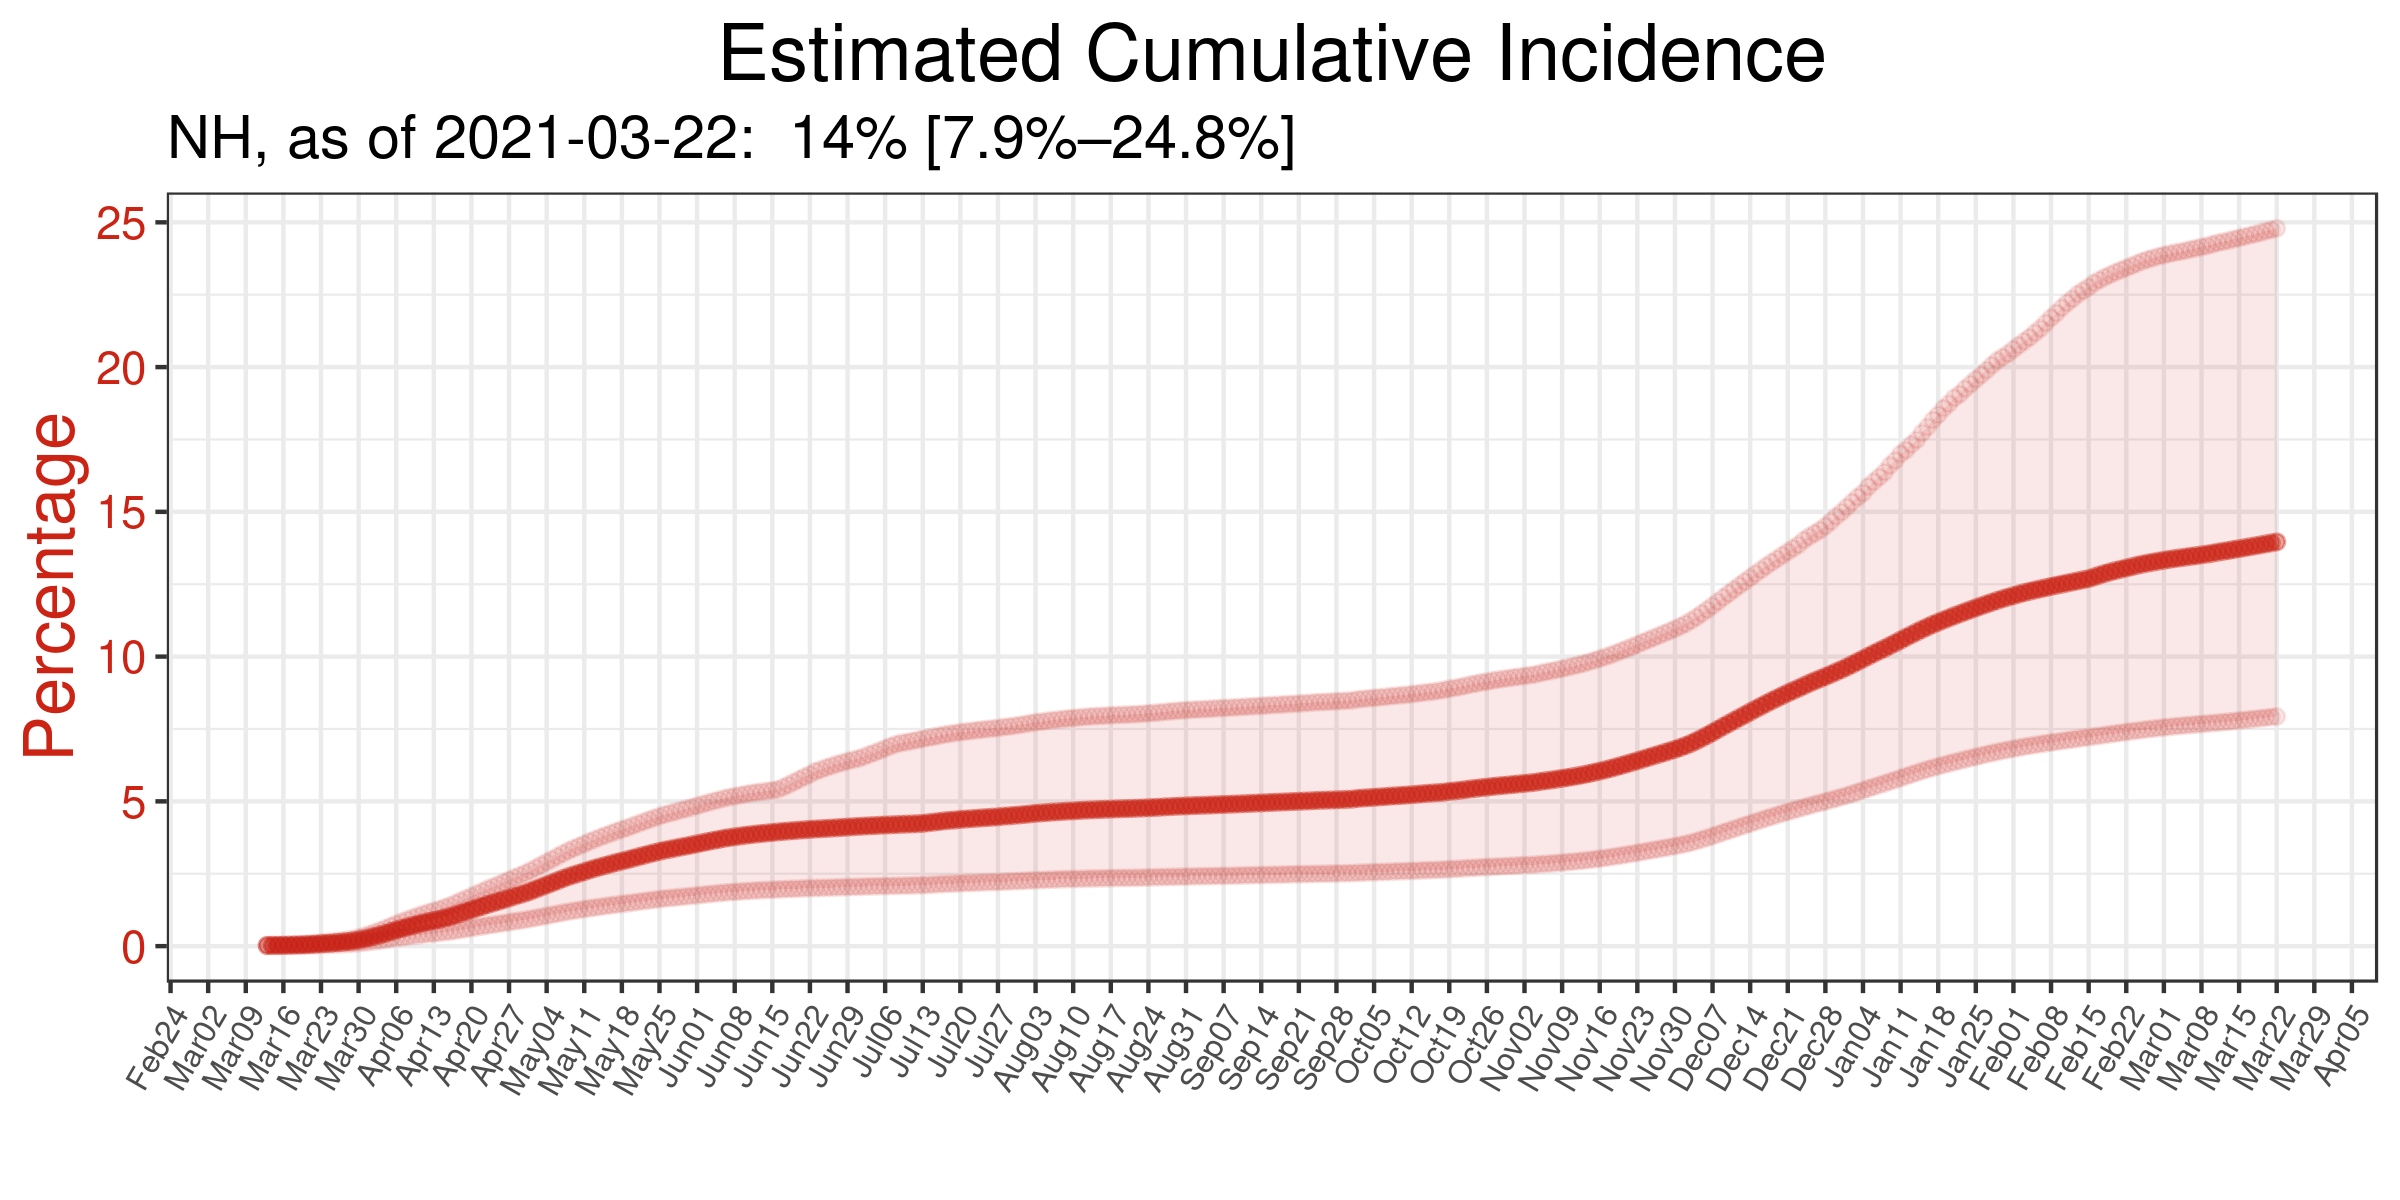 Estimated Cumulative Incidence
NH, as of 2021-03-22:  14% [7.9%–24.8%]
Percentage
25
20
15
10
5
0
Feb24
Mar02
Mar09
Mar16
Mar23
Mar30
Apr06
Apr13
Apr20
Apr27
May04
May11
May18
May25
Jun01
Jun08
Jun15
Jun22
Jun29
Jul06
Jul13
Jul20
Jul27
Aug03
Aug10
Aug17
Aug24
Aug31
Sep07
Sep14
Sep21
Sep28
Oct05
Oct12
Oct19
Oct26
Nov02
Nov09
Nov16
Nov23
Nov30
Dec07
Dec14
Dec21
Dec28
Jan04
Jan11
Jan18
Jan25
Feb01
Feb08
Feb15
Feb22
Mar01
Mar08
Mar15
Mar22
Mar29
Apr05